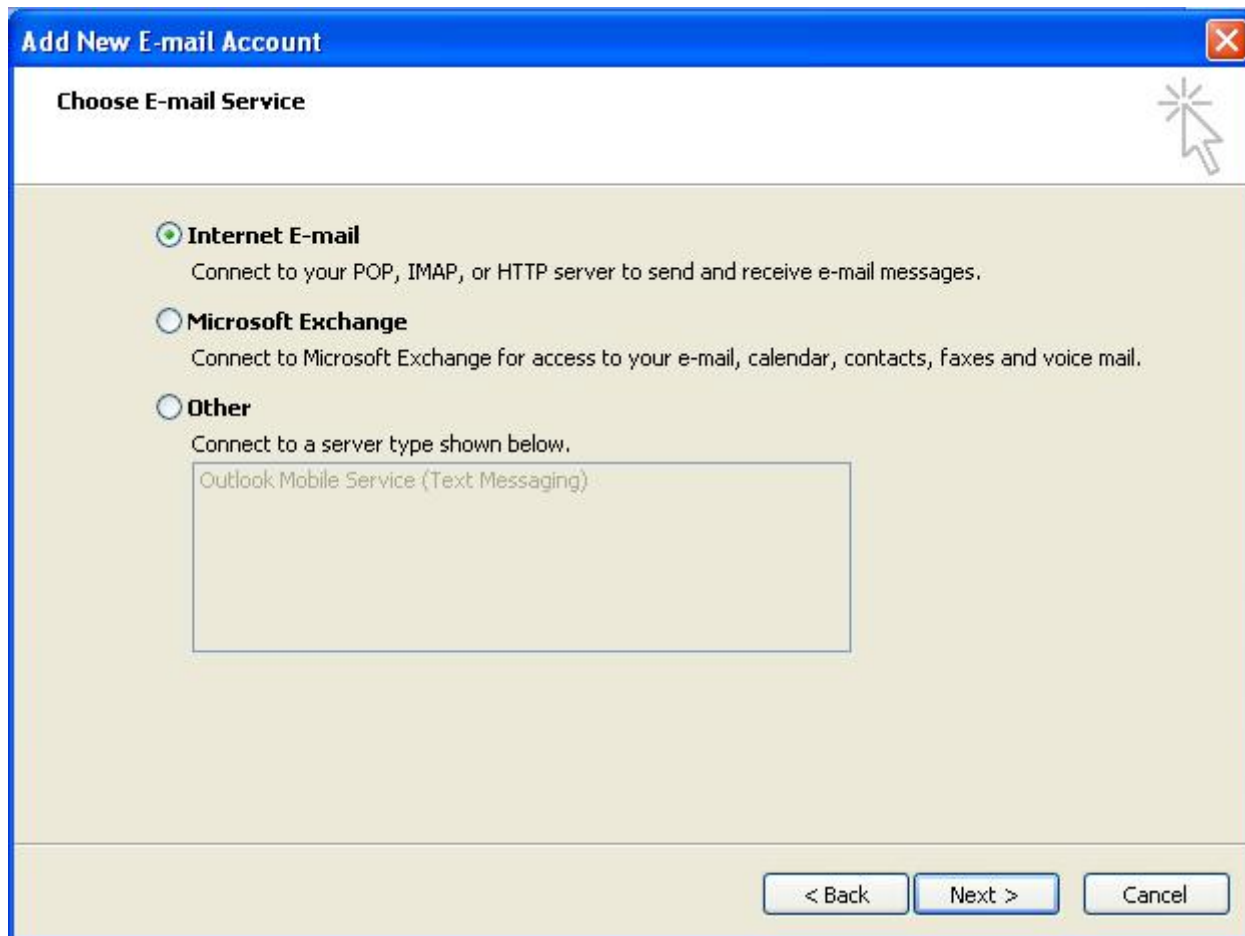 Add New E-mail Account
Choose E-mail Service
Internet E-mail
Connect to your POP, IMAP, or HTTP server to send and receive e-mail messages.
Microsoft Exchange
Connect to Microsoft Exchange for access to your e-mail, calendar, contacts, faxes and voice mail.
Other
Connect to a server type shown below.
Outlook Mobile Service (Text Messaging)
< Back Next > Cancel